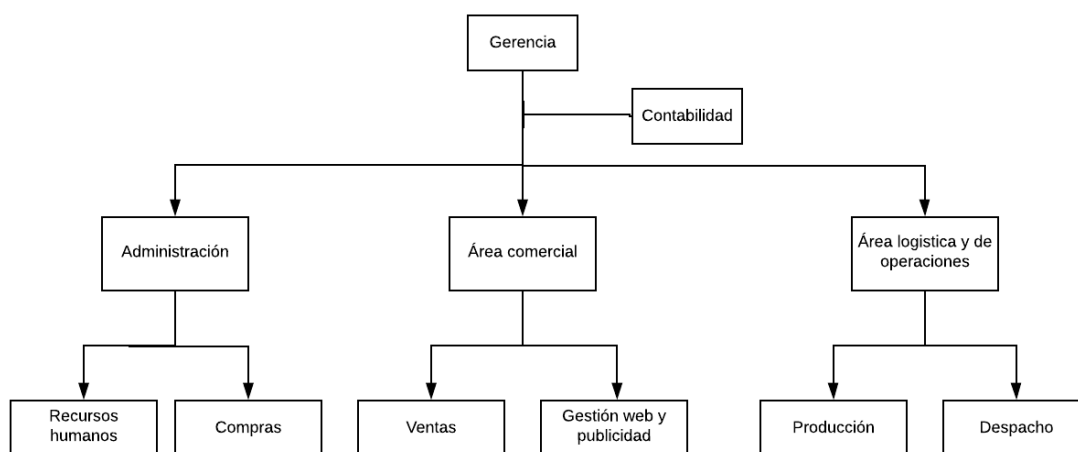 Gerencia
Contabilidad
Administración
Área comercial
Área logistica y de
operaciones
Recursos
humanos
Compras
Ventas
Gestión web y
publicidad
Producción
Despacho